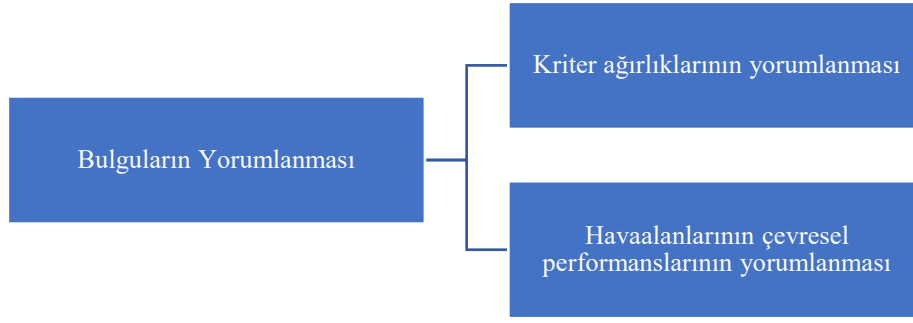 Kriter ağırlıklarının yorumlanması
Bulguların Yorumlanması
Havaalanlarının çevresel
performanslarının yorumlanması